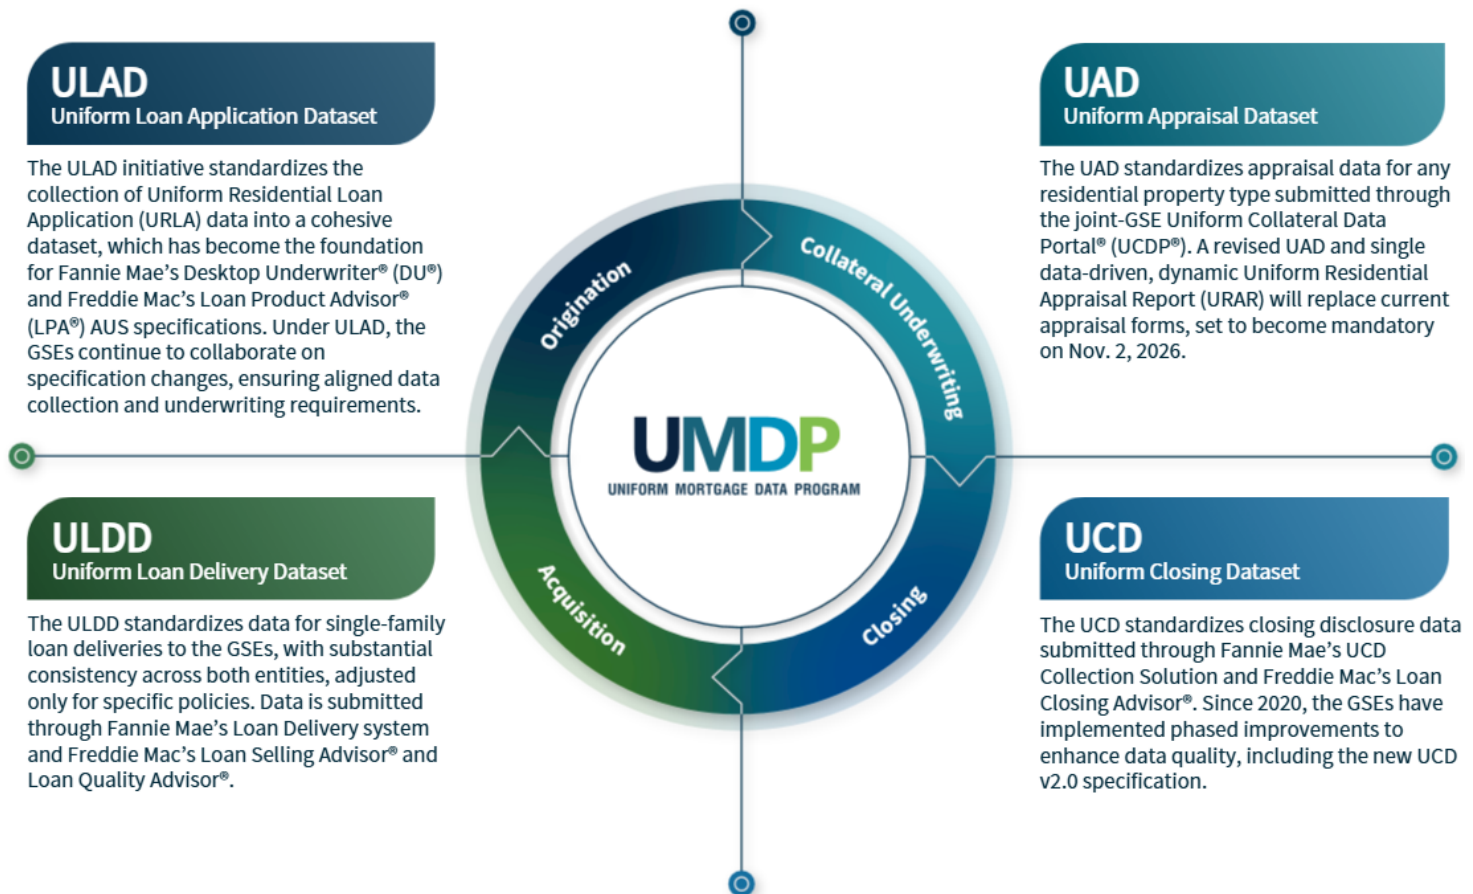 ULAD
Uniform Loan Application Dataset
The ULAD initiative standardizes the
collection of Uniform Residential Loan
Application (URLA) data into a cohesive
dataset, which has become the foundation
for Fannie Mae's Desktop Underwriter® (DU®)
and Freddie Mac's Loan Product Advisor®
(LPA®) AUS specifications. Under ULAD, the
GSEs continue to collaborate on
specification changes, ensuring aligned data
collection and underwriting requirements.
UAD
Uniform Appraisal Dataset
The UAD standardizes appraisal data for any
residential property type submitted through
the joint-GSE Uniform Collateral Data
Portal® (UCDP®). A revised UAD and single
data-driven, dynamic Uniform Residential
Appraisal Report (URAR) will replace current
appraisal forms, set to become mandatory
on Nov. 2, 2026.
Origination
Collateral Underwriting
UMDP
UNIFORM MORTGAGE DATA PROGRAM
Acquisition
Closing
ULDD
Uniform Loan Delivery Dataset
The ULDD standardizes data for single-family
loan deliveries to the GSEs, with substantial
consistency across both entities, adjusted
only for specific policies. Data is submitted
through Fannie Mae's Loan Delivery system
and Freddie Mac's Loan Selling Advisor® and
Loan Quality Advisor®.
UCD
Uniform Closing Dataset
The UCD standardizes closing disclosure data
submitted through Fannie Mae's UCD
Collection Solution and Freddie Mac's Loan
Closing Advisor®. Since 2020, the GSEs have
implemented phased improvements to
enhance data quality, including the new UCD
v2.0 specification.